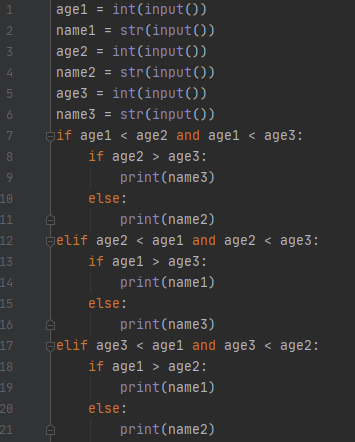 1 age1 = int(input())
2 name1 = str(input())
3 age2 = int(input())
4 name2 = str(input())
5 age3 = int(input())
6 name3 = str(input())
7 if age1 < age2 and age1 < age3:
8     if age2 > age3:
9         print(name3)
10     else:
11         print(name2)
12 elif age2 < age1 and age2 < age3:
13     if age1 > age3:
14         print(name1)
15     else:
16         print(name3)
17 elif age3 < age1 and age3 < age2:
18     if age1 > age2:
19         print(name1)
20     else:
21         print(name2)